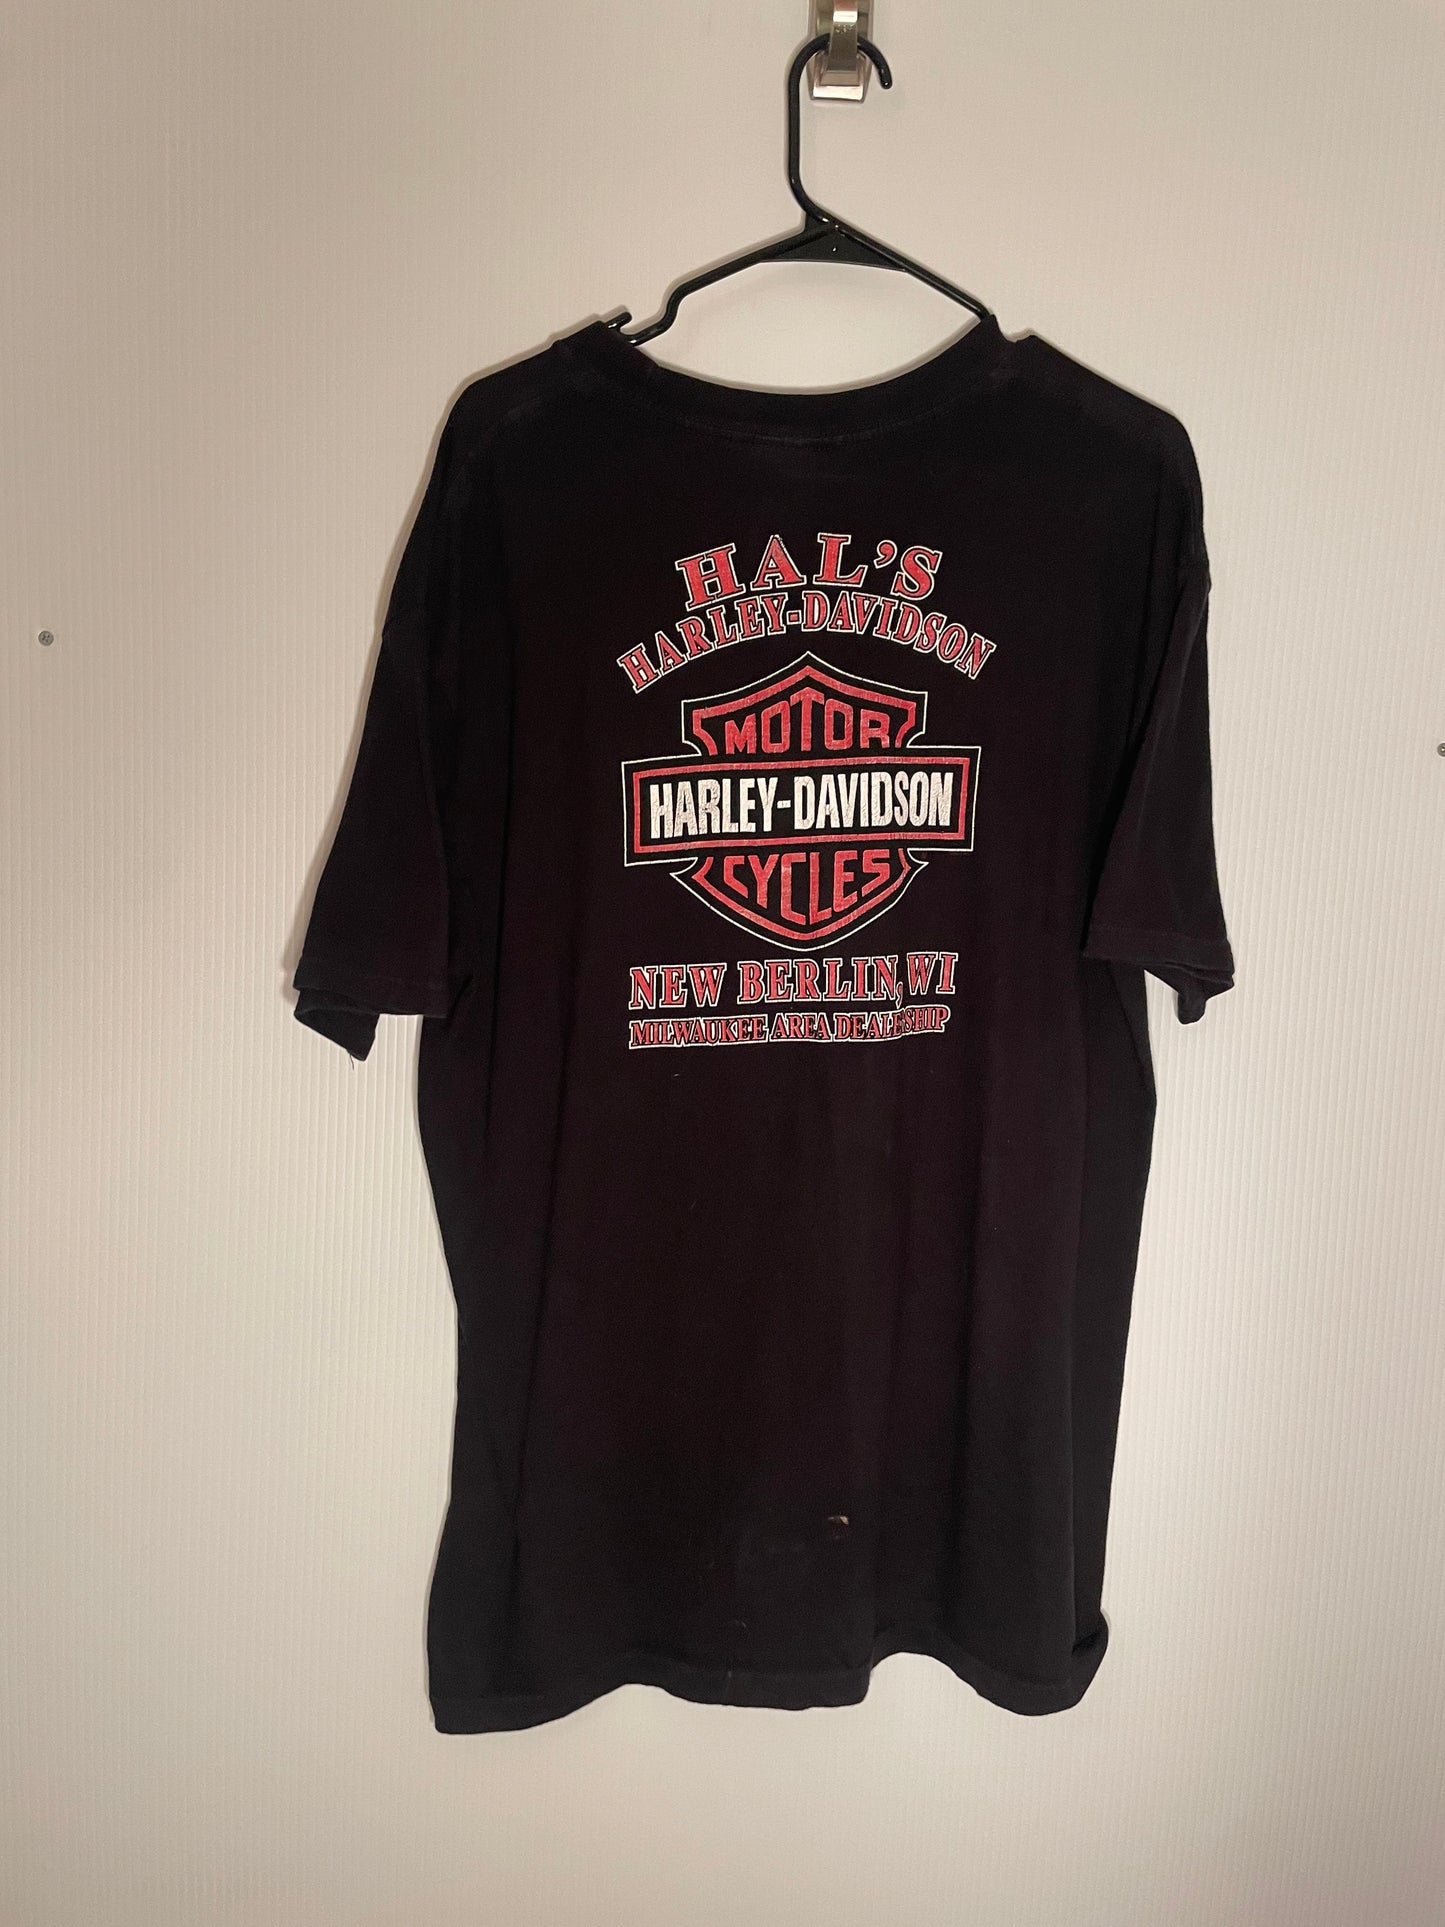 HAL'S
HARLEY-DAVIDSON
MOTOR
HARLEY-DAVIDSON
CYCLES
NEW BERLIN, WI
MILWAUKEE AREA DEALERSHIP